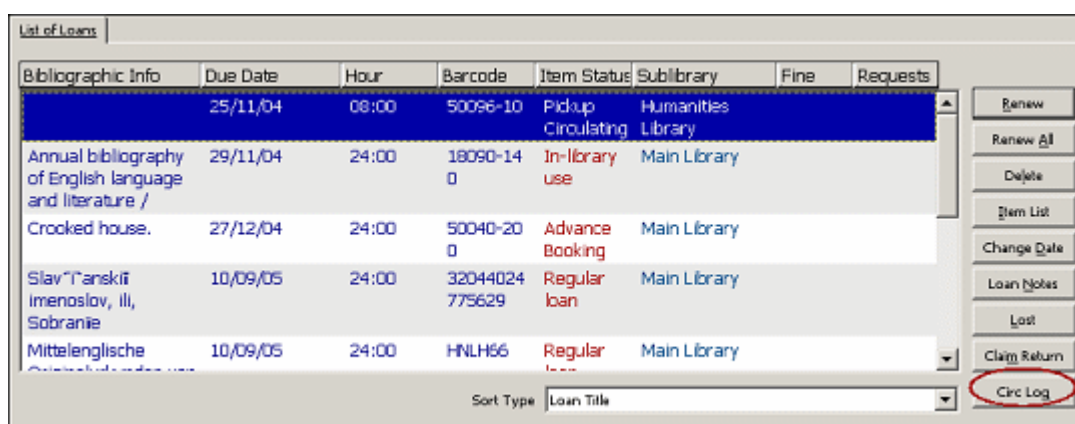 List of Loans
Bibliographic Info Due Date Hour Barcode Item Status Sublibrary Fine Requests
25/11/04 08:00 50096-10 Pickup Humanities
Circulating Library
Annual bibliography 29/11/04 24:00 18090-14 In-library Main Library
of English language 0 use
and literature /
Crooked house. 27/12/04 24:00 50040-20 Advance Main Library
0 Booking
Slav~i~anskiĭ 10/09/05 24:00 32044024 Regular Main Library
imenoslov, ili, 775629 loan
Sobranīe
Mittelenglische 10/09/05 24:00 HNLH66 Regular Main Library
Renew
Renew All
Delete
Item List
Change Date
Loan Notes
Lost
Claim Return
Circ Log
Sort Type Loan Title